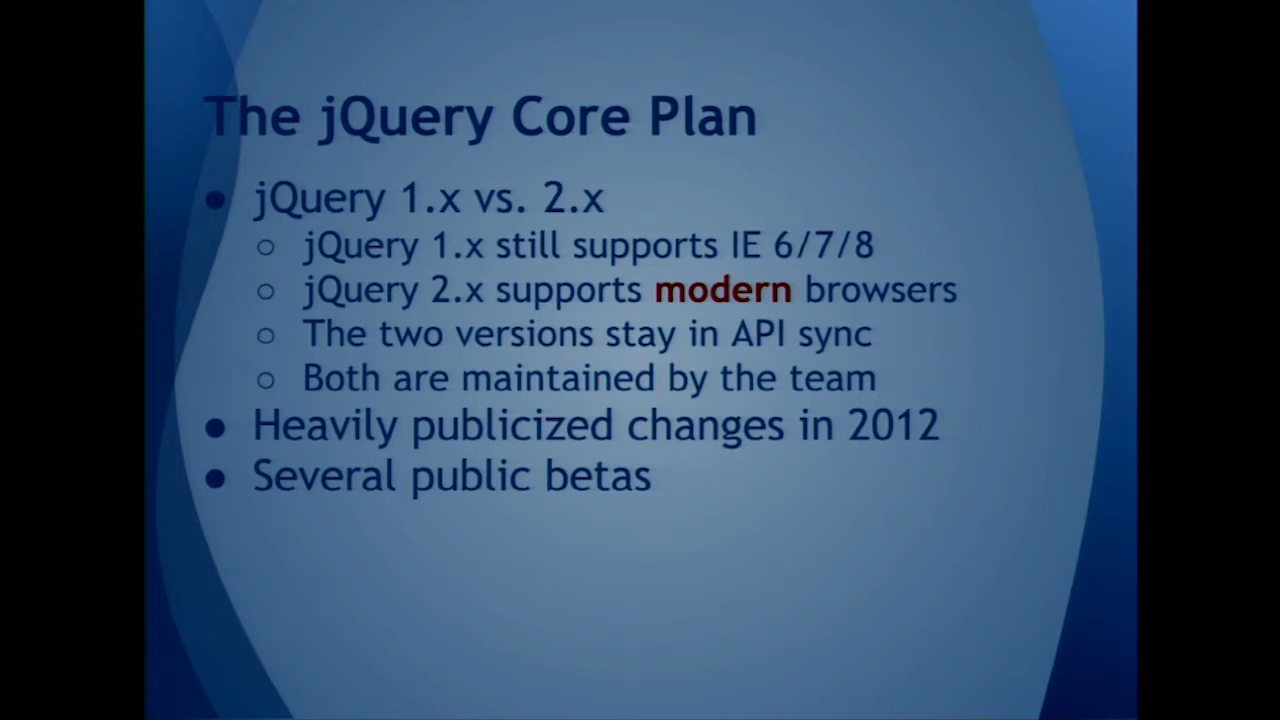 The jQuery Core Plan
● jQuery 1.x vs. 2.x
○ jQuery 1.x still supports IE 6/7/8
○ jQuery 2.x supports modern browsers
○ The two versions stay in API sync
○ Both are maintained by the team
● Heavily publicized changes in 2012
● Several public betas